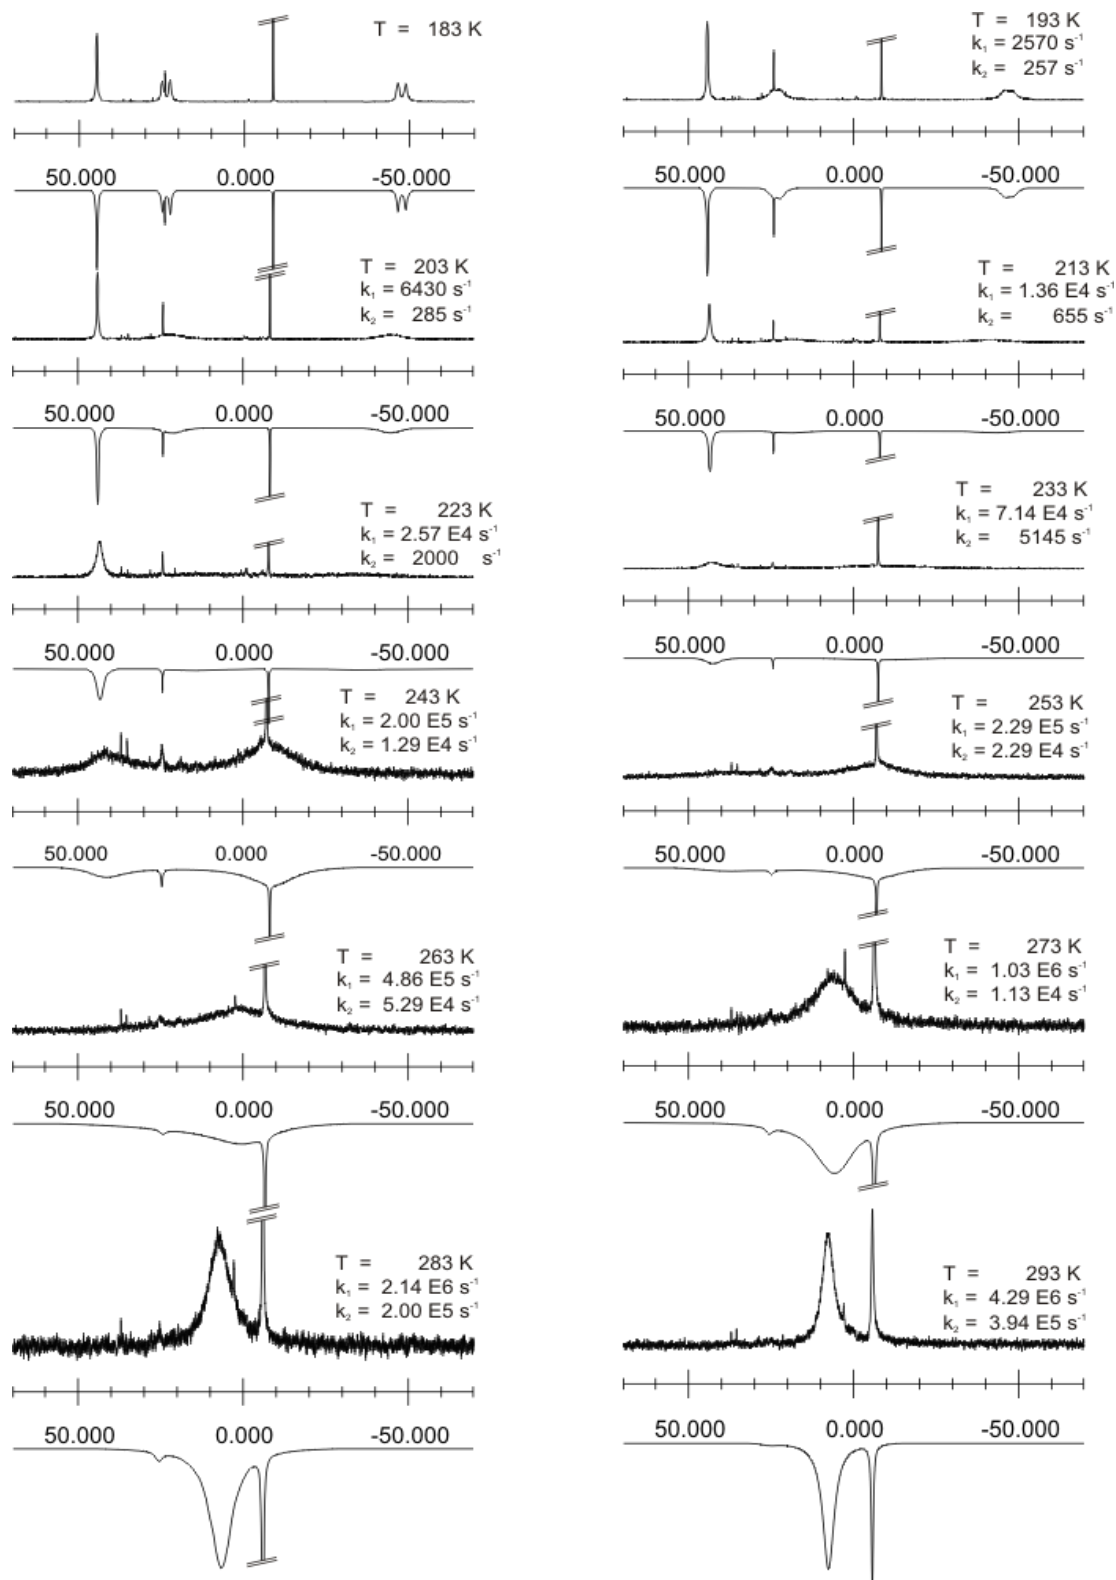 T = 183 K
50.000 0.000 -50.000
T = 193 K
k₁ = 2570 s⁻¹
k₂ = 257 s⁻¹
50.000 0.000 -50.000
T = 203 K
k₁ = 6430 s⁻¹
k₂ = 285 s⁻¹
50.000 0.000 -50.000
T = 213 K
k₁ = 1.36 E4 s⁻¹
k₂ = 655 s⁻¹
50.000 0.000 -50.000
T = 223 K
k₁ = 2.57 E4 s⁻¹
k₂ = 2000 s⁻¹
50.000 0.000 -50.000
T = 233 K
k₁ = 7.14 E4 s⁻¹
k₂ = 5145 s⁻¹
50.000 0.000 -50.000
T = 243 K
k₁ = 2.00 E5 s⁻¹
k₂ = 1.29 E4 s⁻¹
50.000 0.000 -50.000
T = 253 K
k₁ = 2.29 E5 s⁻¹
k₂ = 2.29 E4 s⁻¹
50.000 0.000 -50.000
T = 263 K
k₁ = 4.86 E5 s⁻¹
k₂ = 5.29 E4 s⁻¹
50.000 0.000 -50.000
T = 273 K
k₁ = 1.03 E6 s⁻¹
k₂ = 1.13 E4 s⁻¹
50.000 0.000 -50.000
T = 283 K
k₁ = 2.14 E6 s⁻¹
k₂ = 2.00 E5 s⁻¹
50.000 0.000 -50.000
T = 293 K
k₁ = 4.29 E6 s⁻¹
k₂ = 3.94 E5 s⁻¹
50.000 0.000 -50.000